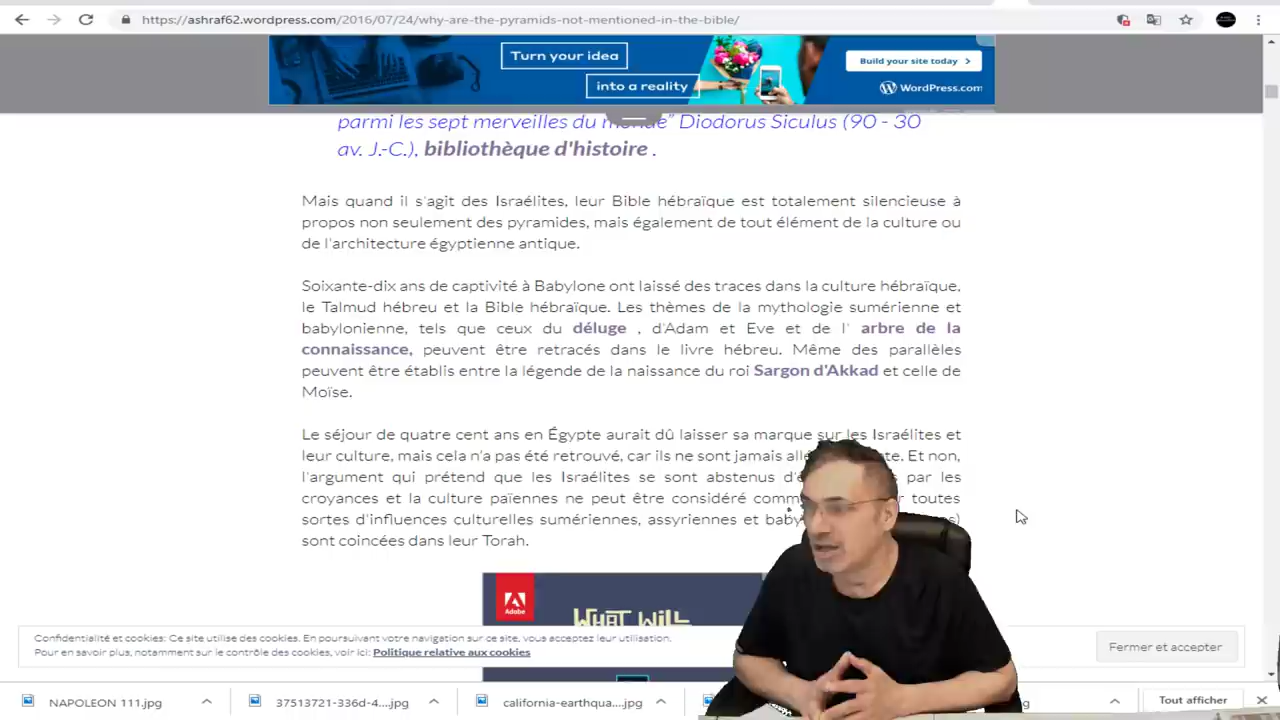 https://ashraf62.wordpress.com/2016/07/24/why-are-the-pyramids-not-mentioned-in-the-bible/
Turn your idea
into a reality
Build your site today >
WordPress.com
parmi les sept merveilles du monde” Diodorus Siculus (90 - 30
av. J.-C.), bibliothèque d'histoire .
Mais quand il s'agit des Israélites, leur Bible hébraïque est totalement silencieuse à
propos non seulement des pyramides, mais également de tout élément de la culture ou
de l'architecture égyptienne antique.
Soixante-dix ans de captivité à Babylone ont laissé des traces dans la culture hébraïque,
le Talmud hébreu et la Bible hébraïque. Les thèmes de la mythologie sumérienne et
babylonienne, tels que ceux du déluge , d'Adam et Eve et de l' arbre de la
connaissance, peuvent être retracés dans le livre hébreu. Même des parallèles
peuvent être établis entre la légende de la naissance du roi Sargon d'Akkad et celle de
Moïse.
Le séjour de quatre cent ans en Égypte aurait dû laisser sa marque sur les Israélites et
leur culture, mais cela n'a pas été retrouvé, car ils ne sont jamais Et non,
l'argument qui prétend que les Israélites se sont abstenus par les
croyances et la culture païennes ne peut être considéré toutes
sortes d'influences culturelles sumériennes, assyriennes et
sont coincées dans leur Torah.
Adobe
WHAT WILL
Confidentialité et cookies: Ce site utilise des cookies. En poursuivant votre navigation sur ce site, vous acceptez leur utilisation.
Pour en savoir plus, notamment sur le contrôle des cookies, voir ici: Politique relative aux cookies
Fermer et accepter
NAPOLEON 111.jpg
37513721-336d-4....jpg
california-earthqua....jpg
Tout afficher